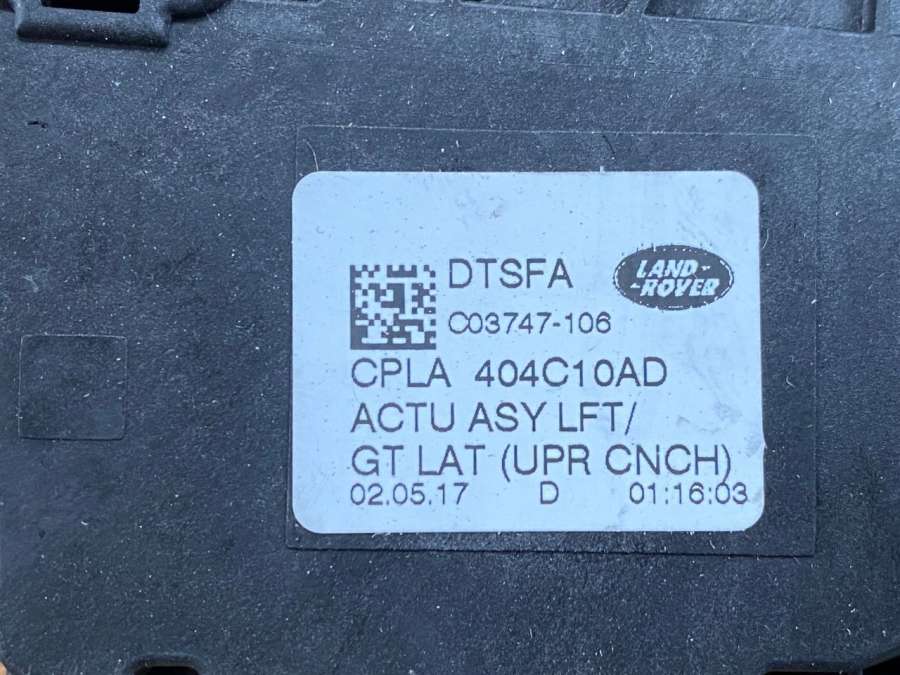 DTSFA
LAND-
-ROVER
C03747-106
CPLA 404C10AD
ACTU ASY LFT/
GT LAT (UPR CNCH)
02.05.17 D 01:16:03